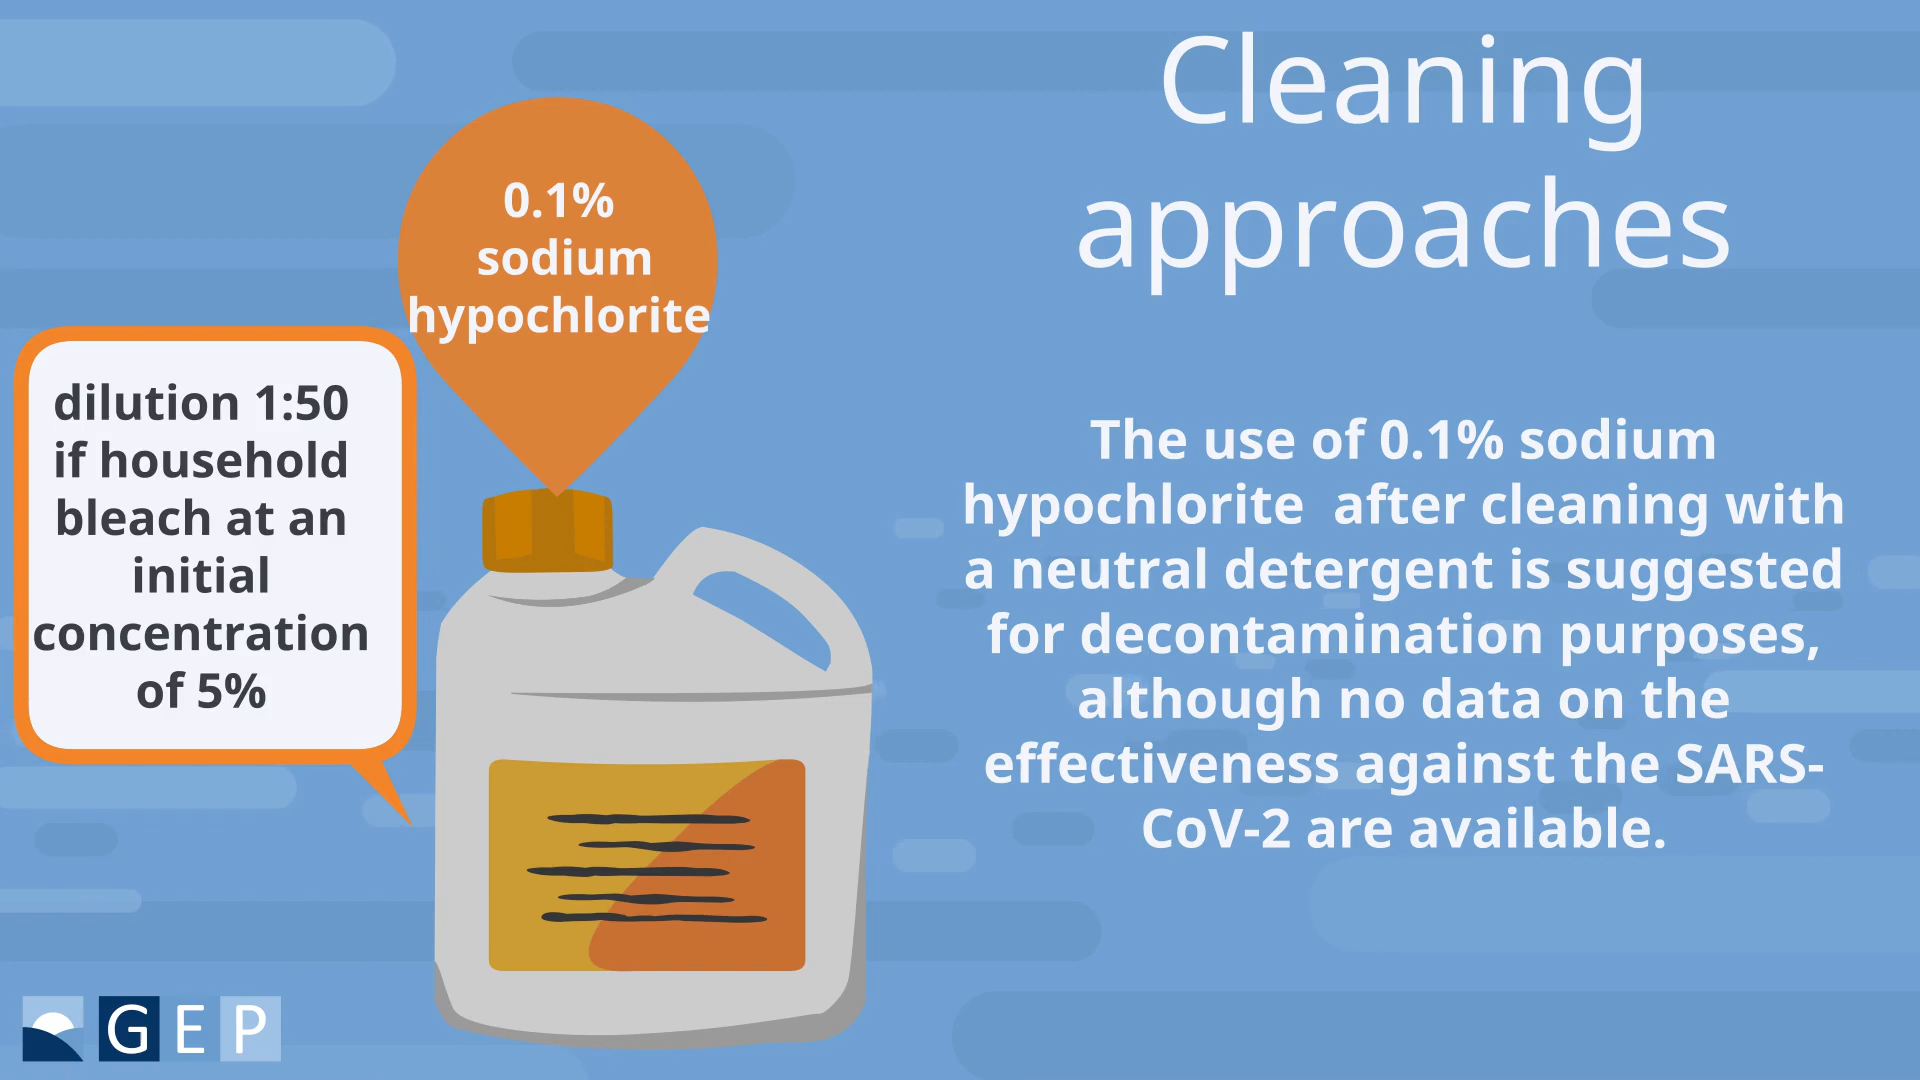 Cleaning
approaches
0.1%
sodium
hypochlorite
dilution 1:50
if household
bleach at an
initial
concentration
of 5%
The use of 0.1% sodium
hypochlorite  after cleaning with
a neutral detergent is suggested
for decontamination purposes,
although no data on the
effectiveness against the SARS-
CoV-2 are available.
GEP